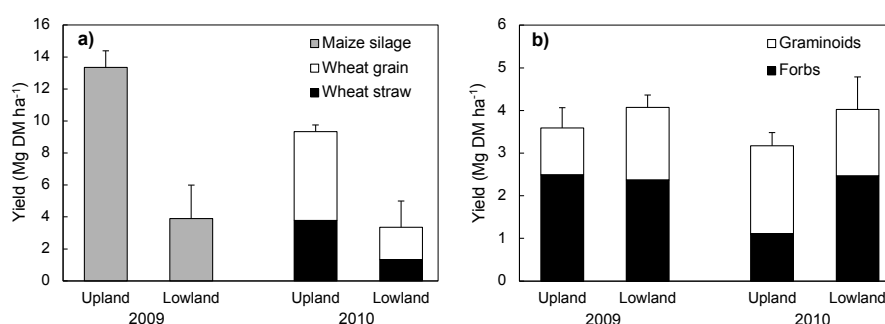 a)
Maize silage
Wheat grain
Wheat straw
Yield (Mg DM ha⁻¹)
16
14
12
10
8
6
4
2
0
Upland Lowland Upland Lowland
2009 2010
b)
Graminoids
Forbs
Yield (Mg DM ha⁻¹)
6
5
4
3
2
1
0
Upland Lowland Upland Lowland
2009 2010